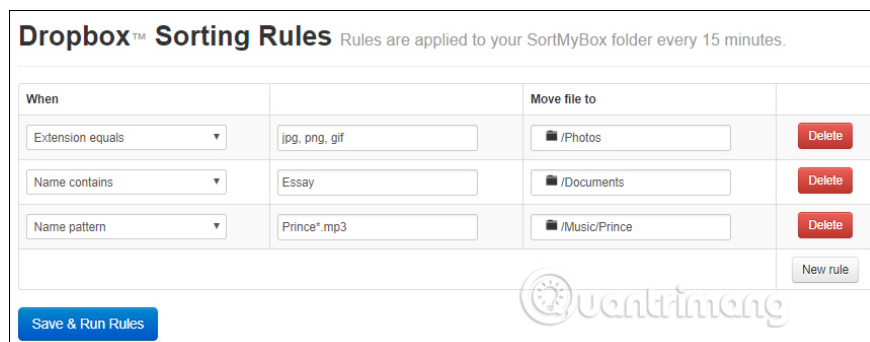 Dropbox™ Sorting Rules Rules are applied to your SortMyBox folder every 15 minutes.
When Move file to
Extension equals jpg, png, gif /Photos Delete
Name contains Essay /Documents Delete
Name pattern Prince*.mp3 /Music/Prince Delete
New rule
Quantrimang
Save & Run Rules